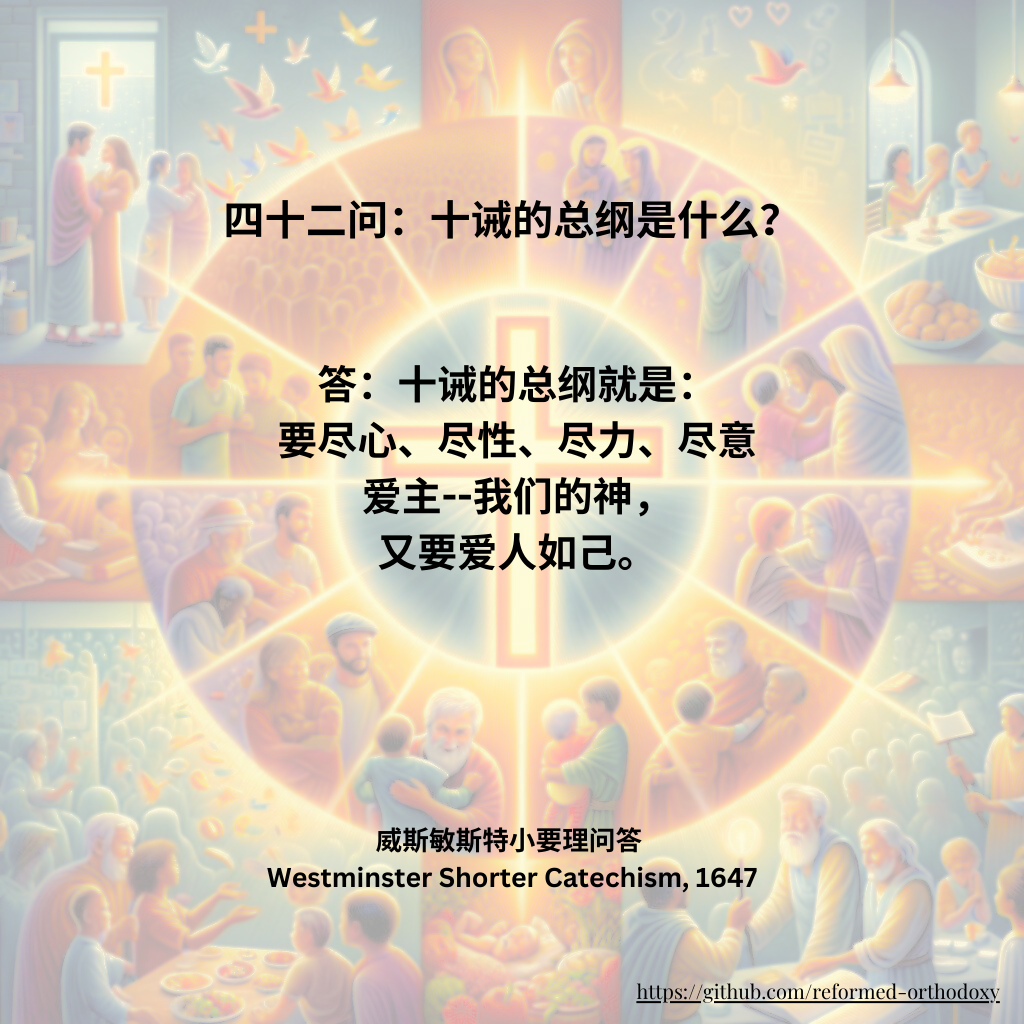 四十二问：十诫的总纲是什么？
答：十诫的总纲就是：
要尽心、尽性、尽力、尽意
爱主--我们的神，
又要爱人如己。
威斯敏斯特小要理问答
Westminster Shorter Catechism, 1647
https://github.com/reformed-orthodoxy